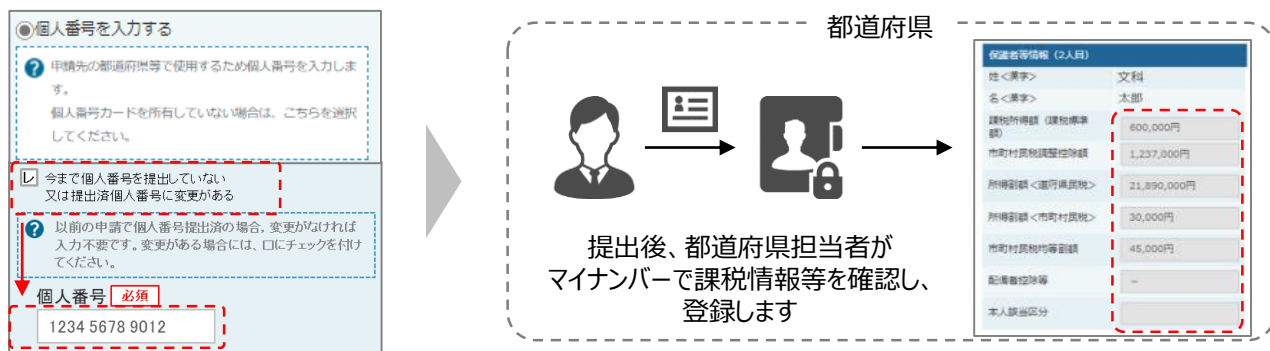 個人番号を入力する
申請先の都道府県等で使用するため個人番号を入力しま
す。
個人番号カードを所有していない場合は、こちらを選択
してください。
レ 今まで個人番号を提出していない
又は提出済個人番号に変更がある
以前の申請で個人番号提出済の場合，変更がなければ
入力不要です。変更がある場合には、口にチェックを付け
てください。
個人番号 必須
1234 5678 9012
都道府県
提出後、都道府県担当者が
マイナンバーで課税情報等を確認し、
登録します
保護者等情報（2人目）
姓＜漢字＞ 文科
名＜漢字＞ 太郎
課税所得額（課税標準
額） 600,000円
市町村民税調整控除額 1,237,000円
所得割額＜道府県民税＞ 21,890,000円
所得割額＜市町村民税＞ 30,000円
市町村民税均等割額 45,000円
配偶者控除等 －
本人該当区分